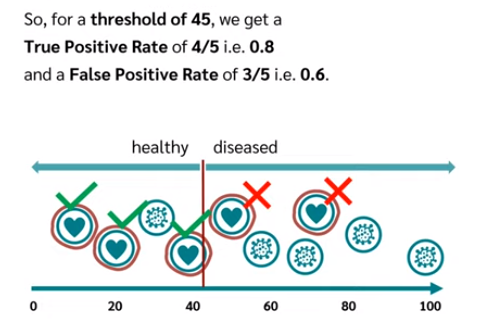 So, for a threshold of 45, we get a
True Positive Rate of 4/5 i.e. 0.8
and a False Positive Rate of 3/5 i.e. 0.6.
healthy diseased
0 20 40 60 80 100